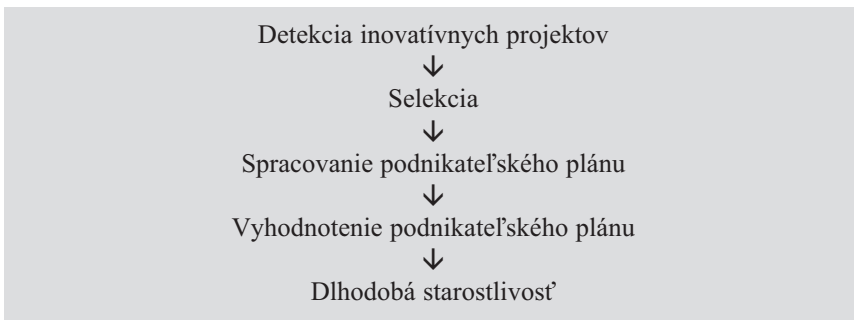 Detekcia inovatívnych projektov
↓
Selekcia
↓
Spracovanie podnikateľského plánu
↓
Vyhodnotenie podnikateľského plánu
↓
Dlhodobá starostlivosť